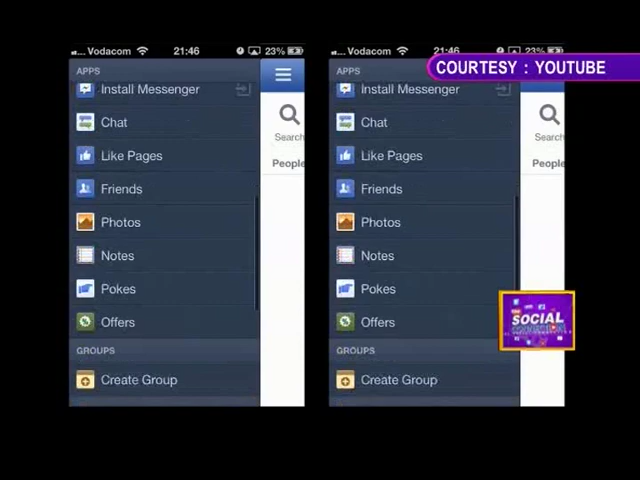 COURTESY : YOUTUBE
Vodacom 21:46 23%
APPS
Install Messenger
Chat
Like Pages
Friends
Photos
Notes
Pokes
Offers
GROUPS
Create Group
Search
People
Vodacom 21:46 23%
APPS
Install Messenger
Chat
Like Pages
Friends
Photos
Notes
Pokes
Offers
GROUPS
Create Group
Search
People
SOCIAL